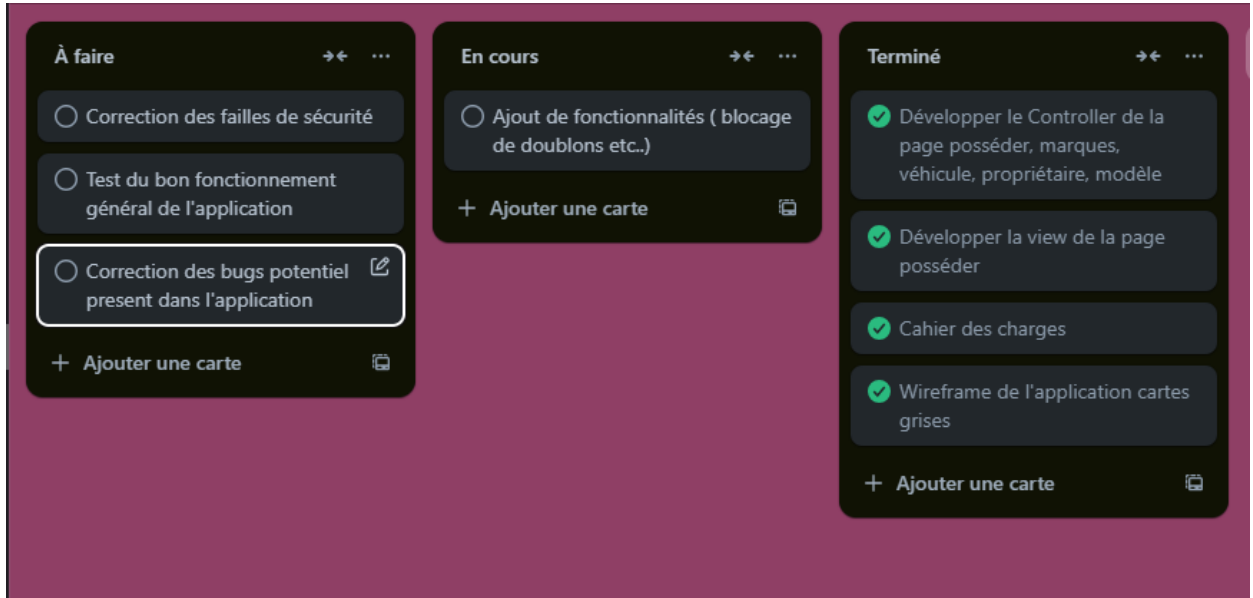 À faire
Correction des failles de sécurité
Test du bon fonctionnement
général de l'application
Correction des bugs potentiel
present dans l'application
+ Ajouter une carte
En cours
Ajout de fonctionnalités ( blocage
de doublons etc..)
+ Ajouter une carte
Terminé
Développer le Controller de la
page posséder, marques,
véhicule, propriétaire, modèle
Développer la view de la page
posséder
Cahier des charges
Wireframe de l'application cartes
grises
+ Ajouter une carte